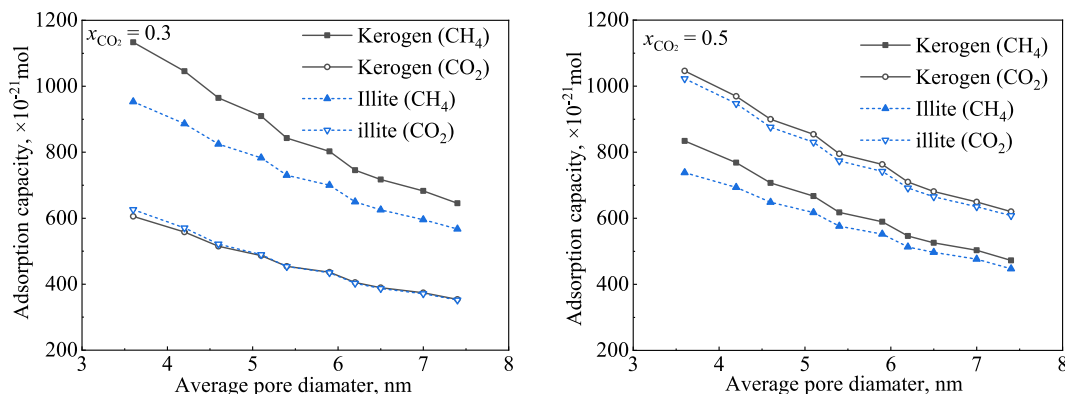 x_CO₂ = 0.3
Kerogen (CH₄)
Kerogen (CO₂)
Illite (CH₄)
illite (CO₂)
Adsorption capacity, ×10⁻²¹mol
1200
1000
800
600
400
200
3
4
5
6
7
8
Average pore diamater, nm
x_CO₂ = 0.5
Kerogen (CH₄)
Kerogen (CO₂)
Illite (CH₄)
illite (CO₂)
Adsorption capacity, ×10⁻²¹mol
1200
1000
800
600
400
200
3
4
5
6
7
8
Average pore diamater, nm